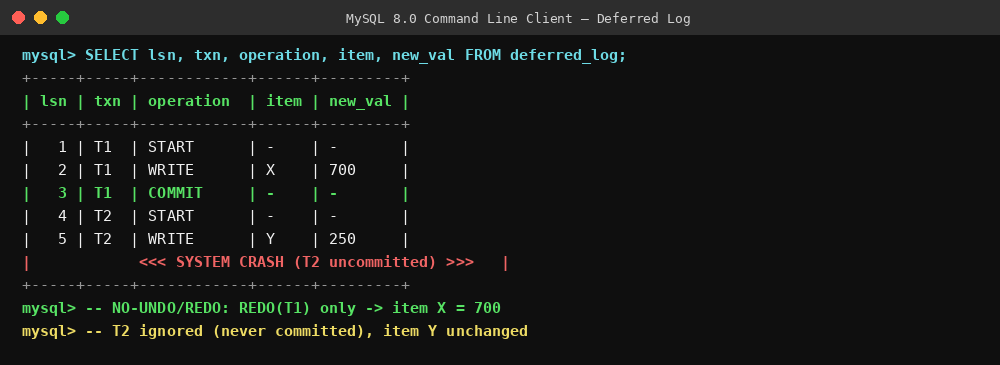 MySQL 8.0 Command Line Client — Deferred Log
mysql> SELECT lsn, txn, operation, item, new_val FROM deferred_log;
+-----+-----+------------+------+---------+
| lsn | txn | operation  | item | new_val |
+-----+-----+------------+------+---------+
|   1 | T1  | START      | -    | -       |
|   2 | T1  | WRITE      | X    | 700     |
|   3 | T1  | COMMIT     | -    | -       |
|   4 | T2  | START      | -    | -       |
|   5 | T2  | WRITE      | Y    | 250     |
|            <<< SYSTEM CRASH (T2 uncommitted) >>>   |
+-----+-----+------------+------+---------+
mysql> -- NO-UNDO/REDO: REDO(T1) only -> item X = 700
mysql> -- T2 ignored (never committed), item Y unchanged